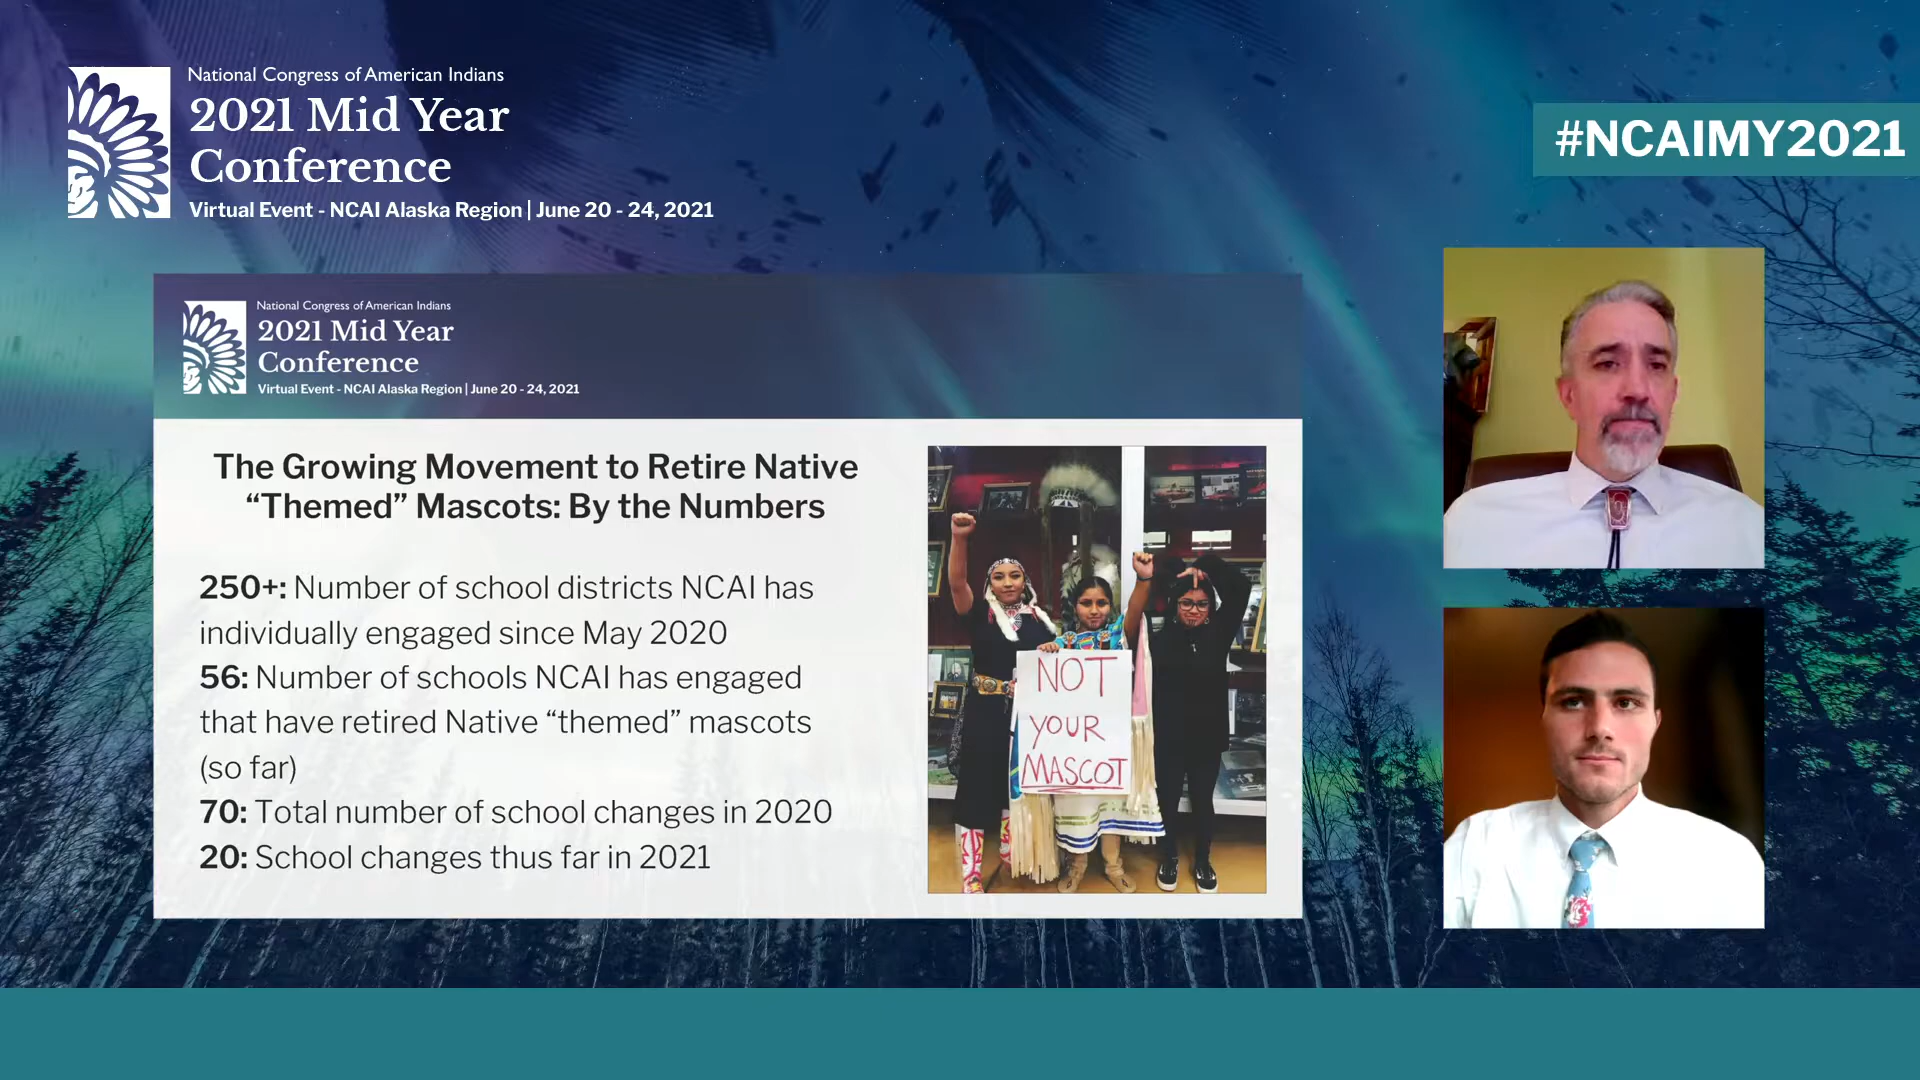 National Congress of American Indians
2021 Mid Year
Conference
Virtual Event - NCAI Alaska Region | June 20 - 24, 2021
#NCAIMY2021
National Congress of American Indians
2021 Mid Year
Conference
Virtual Event - NCAI Alaska Region | June 20 - 24, 2021
The Growing Movement to Retire Native
“Themed” Mascots: By the Numbers
250+: Number of school districts NCAI has
individually engaged since May 2020
56: Number of schools NCAI has engaged
that have retired Native “themed” mascots
(so far)
70: Total number of school changes in 2020
20: School changes thus far in 2021
NOT
YOUR
MASCOT